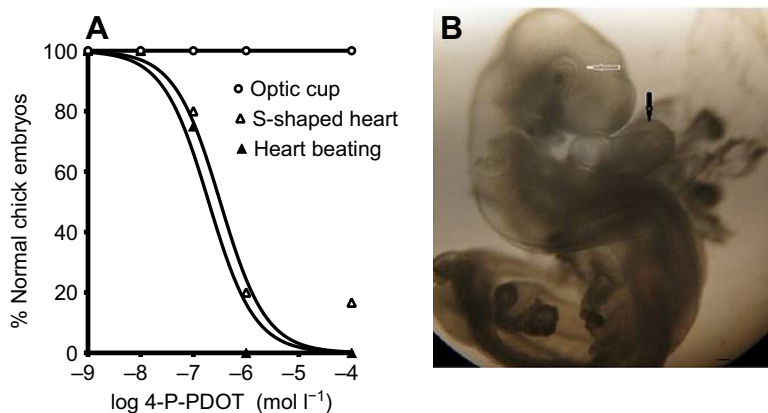 A
B
100
80
60
40
20
0
% Normal chick embryos
Optic cup
S-shaped heart
Heart beating
–9 –8 –7 –6 –5 –4
log 4-P-PDOT (mol l⁻¹)